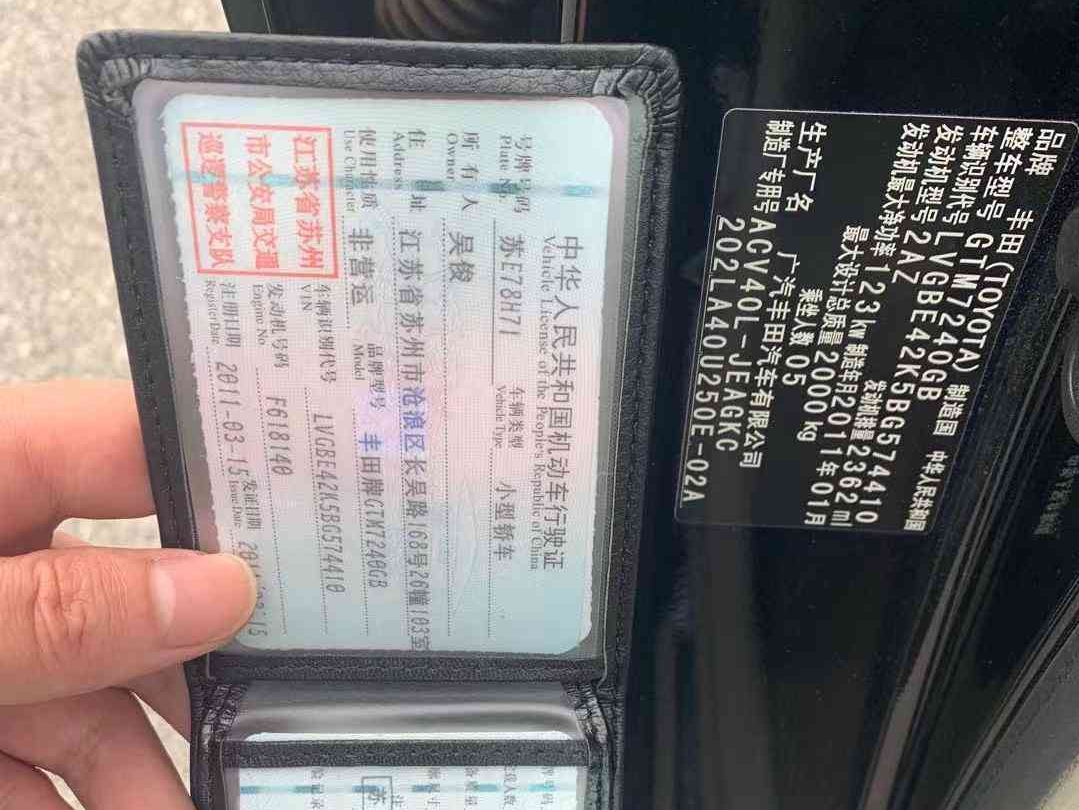 中华人民共和国机动车行驶证
Vehicle License of the People's Republic of China
号牌号码 苏E78H71 车辆类型 小型轿车
Plate No. Vehicle Type
所有人 吴俊
Owner
住址 江苏省苏州市沧浪区长吴路168号26幢103室
Address
使用性质 非营运 品牌型号 丰田牌GTM7240GB
Use Character Model
江苏省苏州
市公安局交通
巡逻警察支队
车辆识别代号 LVGBE42K5BG574410
VIN
发动机号码 F618140
Engine No.
注册日期 2011-03-15 发证日期
Register Date Issue Date
品牌 丰田(TOYOTA) 制造国 中华人民共和国
整车型号 GTM7240GB
车辆识别代号 LVGBE42K5BG574410
发动机型号 2AZ 发动机排量 2362ml
发动机最大净功率 123kw 制造年月 2011年01月
最大设计总质量 2000kg
乘坐人数 05
生产厂名 广汽丰田汽车有限公司
制造厂专用号 ACV40L-JEAGKC
202LA40U250E-02A